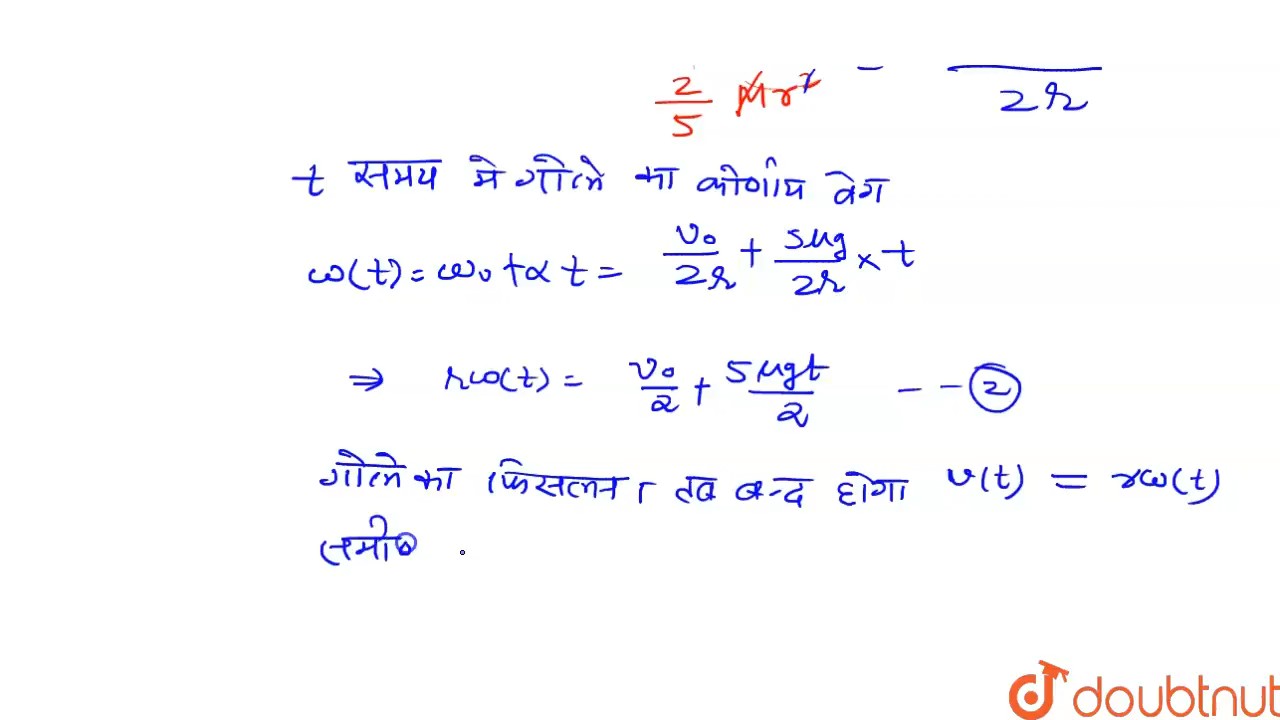 2/5 Mr² = —/2r
t समय मे गोले का कोणीय वेग
ω(t) = ω₀ + α t = v₀/2r + 5μg/2r × t
⇒ rω(t) = v₀/2 + 5μgt/2 -- ②
गोले का फिसलना तब बन्द होगा v(t) = rω(t)
समीक
doubtnut